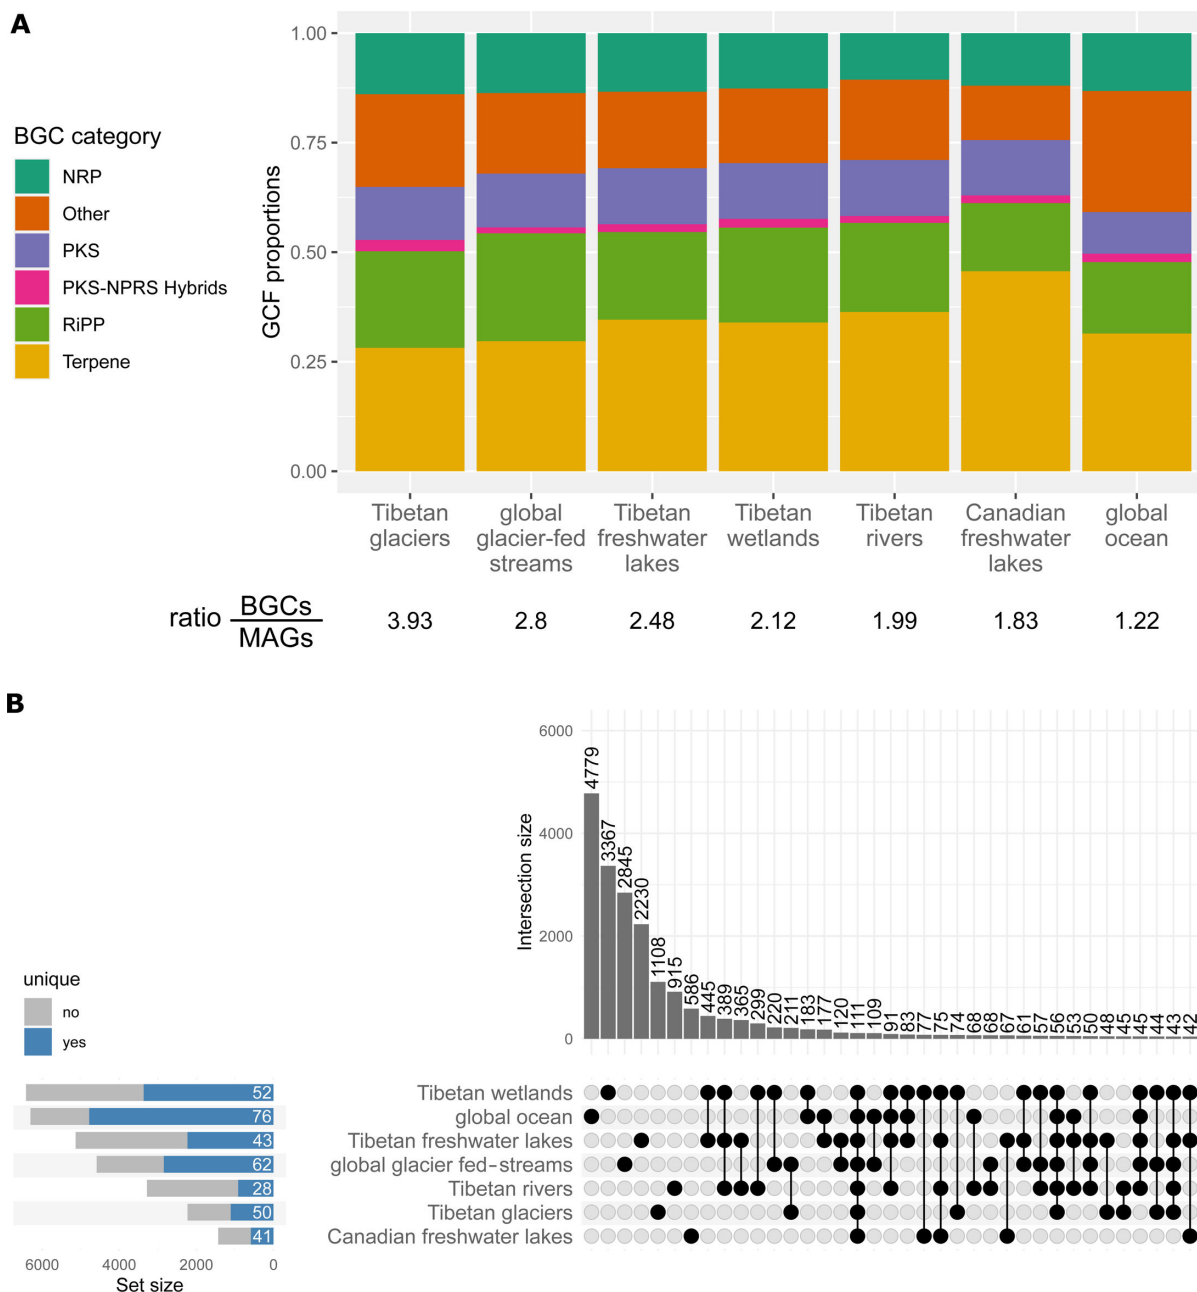 A
BGC category
NRP
Other
PKS
PKS-NPRS Hybrids
RiPP
Terpene
GCF proportions
1.00
0.75
0.50
0.25
0.00
Tibetan glaciers
global glacier-fed streams
Tibetan freshwater lakes
Tibetan wetlands
Tibetan rivers
Canadian freshwater lakes
global ocean
ratio BGCs
MAGs
3.93 2.8 2.48 2.12 1.99 1.83 1.22
B
Intersection size
6000
4000
2000
0
4779 3367 2845 2230 1108 915 586 445 389 365 299 220 211 183 177 120 111 109 91 83 77 75 74 68 68 67 61 57 56 53 50 48 45 45 44 43 42
unique
no
yes
52 Tibetan wetlands
76 global ocean
43 Tibetan freshwater lakes
62 global glacier fed-streams
28 Tibetan rivers
50 Tibetan glaciers
41 Canadian freshwater lakes
6000 4000 2000 0
Set size